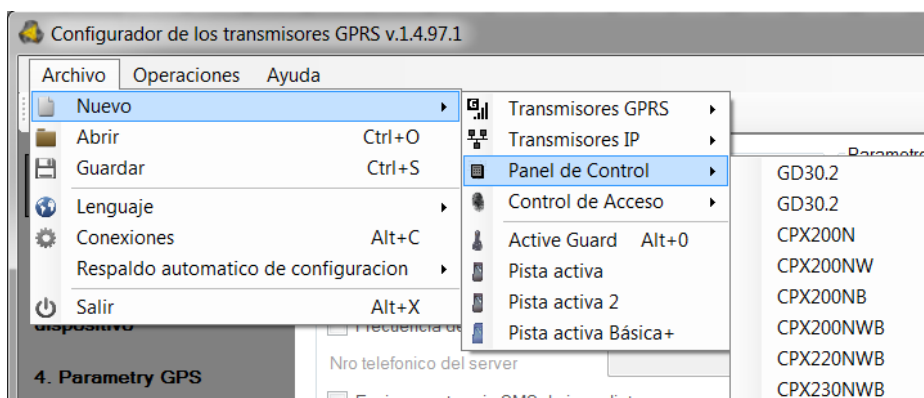 Configurador de los transmisores GPRS v.1.4.97.1
Archivo Operaciones Ayuda
Nuevo
Abrir Ctrl+O
Guardar Ctrl+S
Lenguaje
Conexiones Alt+C
Respaldo automatico de configuracion
Salir Alt+X
Transmisores GPRS
Transmisores IP
Panel de Control
Control de Acceso
Active Guard Alt+0
Pista activa
Pista activa 2
Pista activa Básica+
GD30.2
GD30.2
CPX200N
CPX200NW
CPX200NB
CPX200NWB
CPX220NWB
CPX230NWB
dispositivo
4. Parametry GPS
Nro telefonico del server